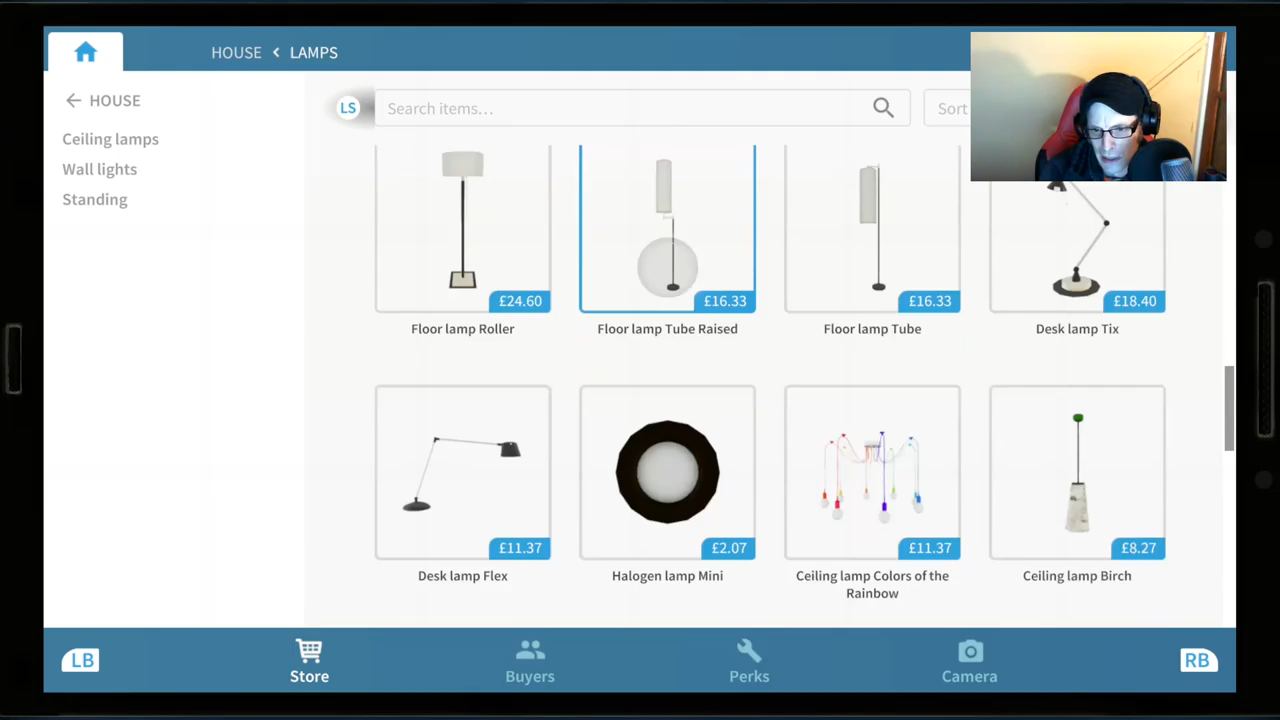 HOUSE < LAMPS
← HOUSE
Ceiling lamps
Wall lights
Standing
LS
Search items…
Sort
£24.60
£16.33
£16.33
£18.40
Floor lamp Roller
Floor lamp Tube Raised
Floor lamp Tube
Desk lamp Tix
£11.37
£2.07
£11.37
£8.27
Desk lamp Flex
Halogen lamp Mini
Ceiling lamp Colors of the
Rainbow
Ceiling lamp Birch
LB
Store
Buyers
Perks
Camera
RB